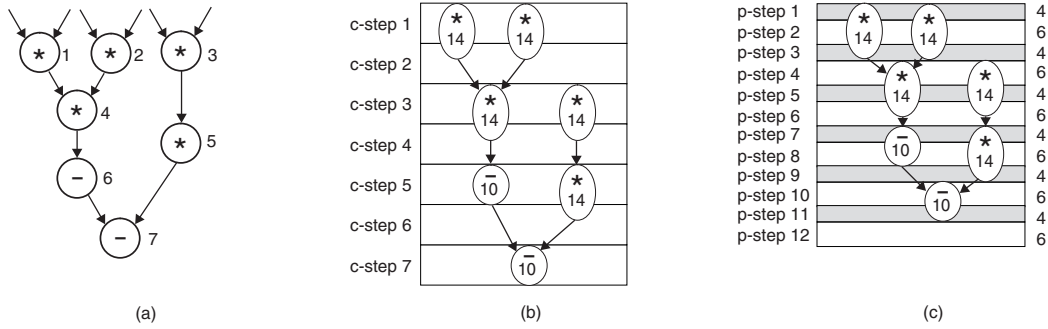 * 1 * 2 * 3
* 4
* 5
− 6
− 7
(a)
c-step 1
c-step 2
c-step 3
c-step 4
c-step 5
c-step 6
c-step 7
* 14
* 14
* 14
* 14
− 10
* 14
− 10
(b)
p-step 1 4
p-step 2 6
p-step 3 4
p-step 4 6
p-step 5 4
p-step 6 6
p-step 7 4
p-step 8 6
p-step 9 4
p-step 10 6
p-step 11 4
p-step 12 6
* 14
* 14
* 14
* 14
− 10
* 14
− 10
(c)